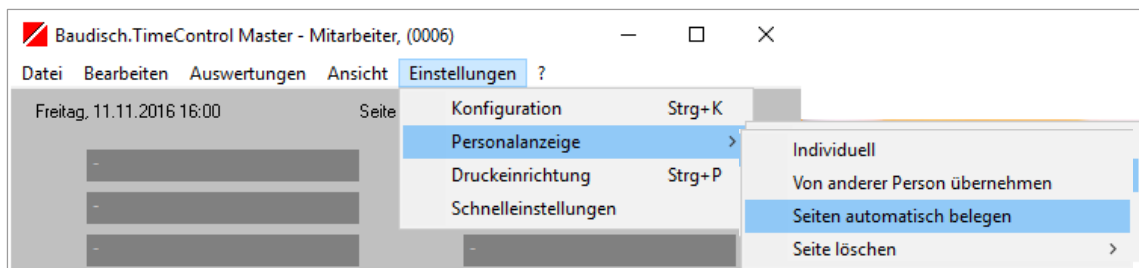 Baudisch.TimeControl Master - Mitarbeiter, (0006)
Datei Bearbeiten Auswertungen Ansicht Einstellungen ?
Freitag, 11.11.2016 16:00 Seite
Konfiguration Strg+K
Personalanzeige >
Druckeinrichtung Strg+P
Schnelleinstellungen
Individuell
Von anderer Person übernehmen
Seiten automatisch belegen
Seite löschen >
-
-
- -